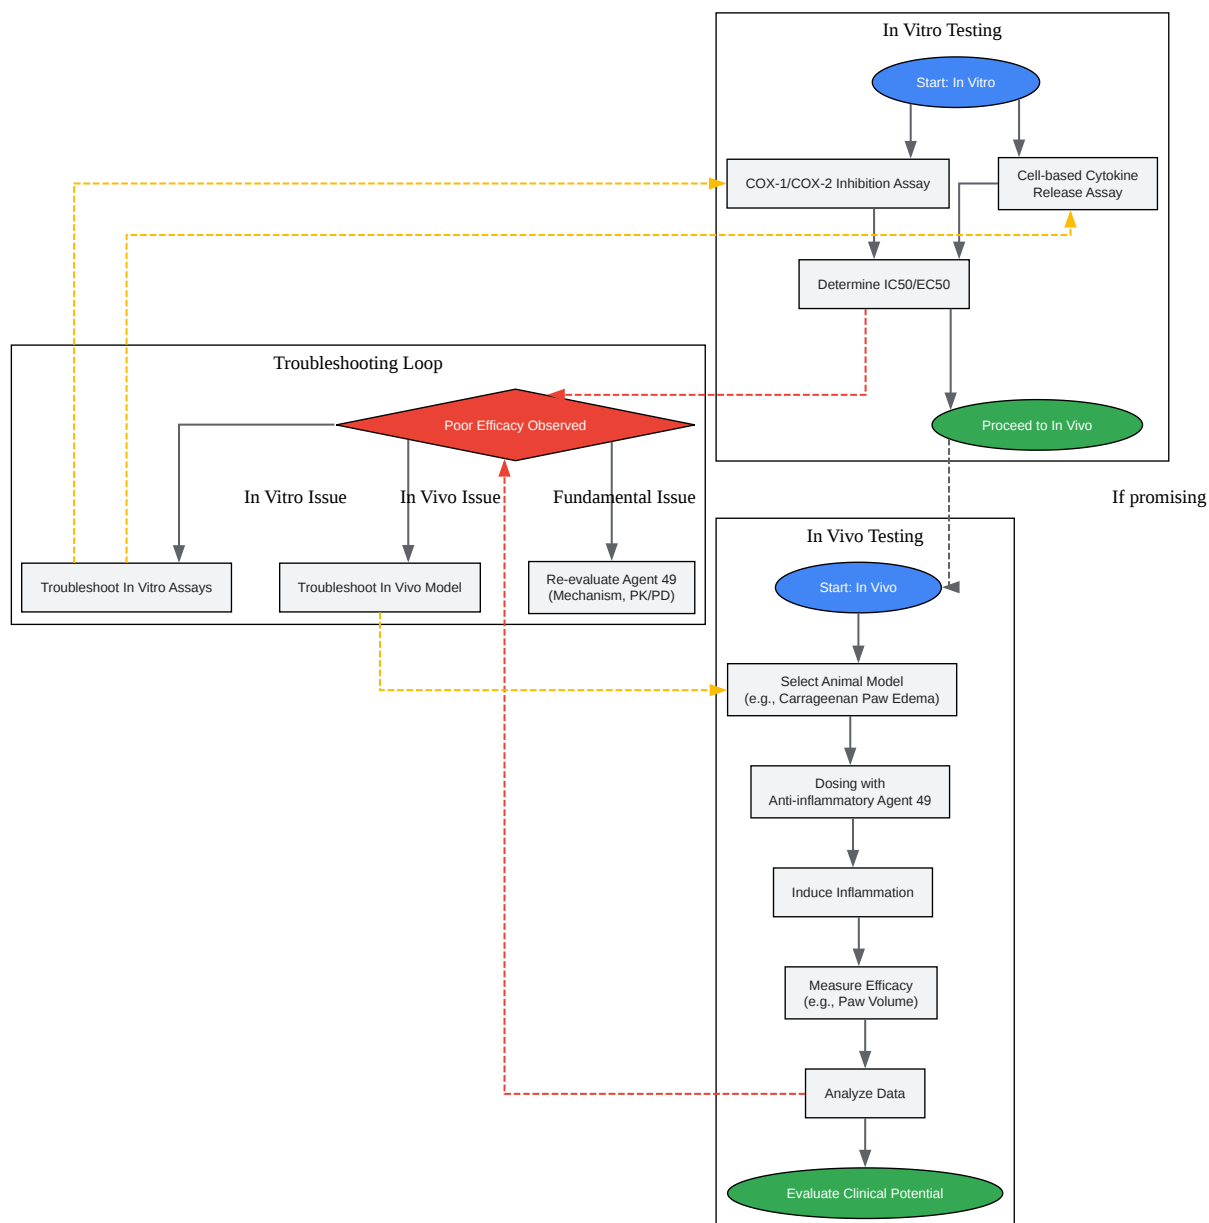 In Vitro Testing
Start: In Vitro
COX-1/COX-2 Inhibition Assay
Cell-based Cytokine
Release Assay
Determine IC50/EC50
Proceed to In Vivo
Troubleshooting Loop
Poor Efficacy Observed
In Vitro Issue
In Vivo Issue
Fundamental Issue
If promising
Troubleshoot In Vitro Assays
Troubleshoot In Vivo Model
Re-evaluate Agent 49
(Mechanism, PK/PD)
In Vivo Testing
Start: In Vivo
Select Animal Model
(e.g., Carrageenan Paw Edema)
Dosing with
Anti-inflammatory Agent 49
Induce Inflammation
Measure Efficacy
(e.g., Paw Volume)
Analyze Data
Evaluate Clinical Potential